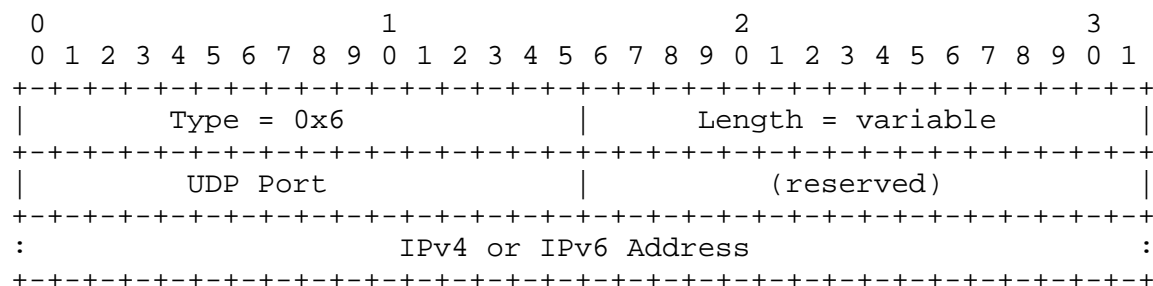 0                   1                   2                   3
 0 1 2 3 4 5 6 7 8 9 0 1 2 3 4 5 6 7 8 9 0 1 2 3 4 5 6 7 8 9 0 1
+-+-+-+-+-+-+-+-+-+-+-+-+-+-+-+-+-+-+-+-+-+-+-+-+-+-+-+-+-+-+-+-+
|        Type = 0x6             |      Length = variable        |
+-+-+-+-+-+-+-+-+-+-+-+-+-+-+-+-+-+-+-+-+-+-+-+-+-+-+-+-+-+-+-+-+
|         UDP Port              |          (reserved)           |
+-+-+-+-+-+-+-+-+-+-+-+-+-+-+-+-+-+-+-+-+-+-+-+-+-+-+-+-+-+-+-+-+
:                     IPv4 or IPv6 Address                      :
+-+-+-+-+-+-+-+-+-+-+-+-+-+-+-+-+-+-+-+-+-+-+-+-+-+-+-+-+-+-+-+-+